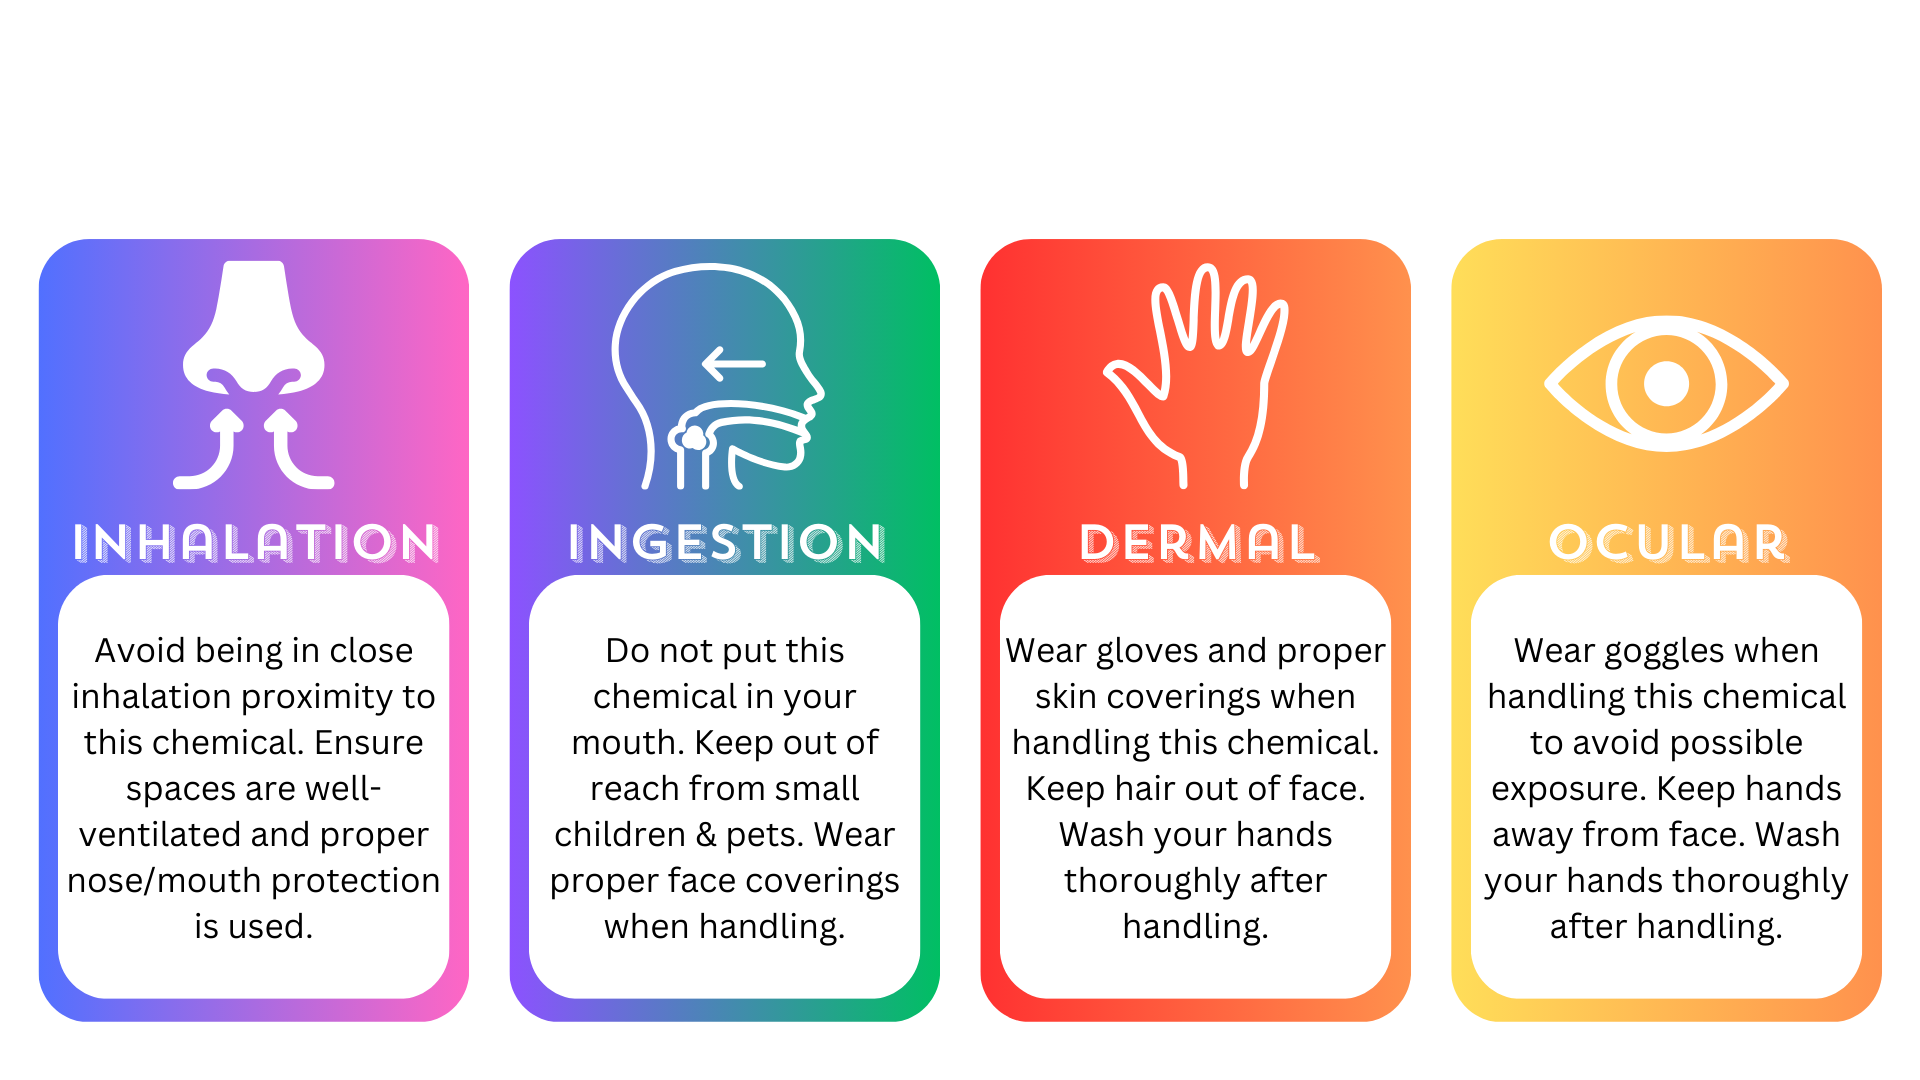 INHALATION
Avoid being in close
inhalation proximity to
this chemical. Ensure
spaces are well-
ventilated and proper
nose/mouth protection
is used.
INGESTION
Do not put this
chemical in your
mouth. Keep out of
reach from small
children & pets. Wear
proper face coverings
when handling.
DERMAL
Wear gloves and proper
skin coverings when
handling this chemical.
Keep hair out of face.
Wash your hands
thoroughly after
handling.
OCULAR
Wear goggles when
handling this chemical
to avoid possible
exposure. Keep hands
away from face. Wash
your hands thoroughly
after handling.